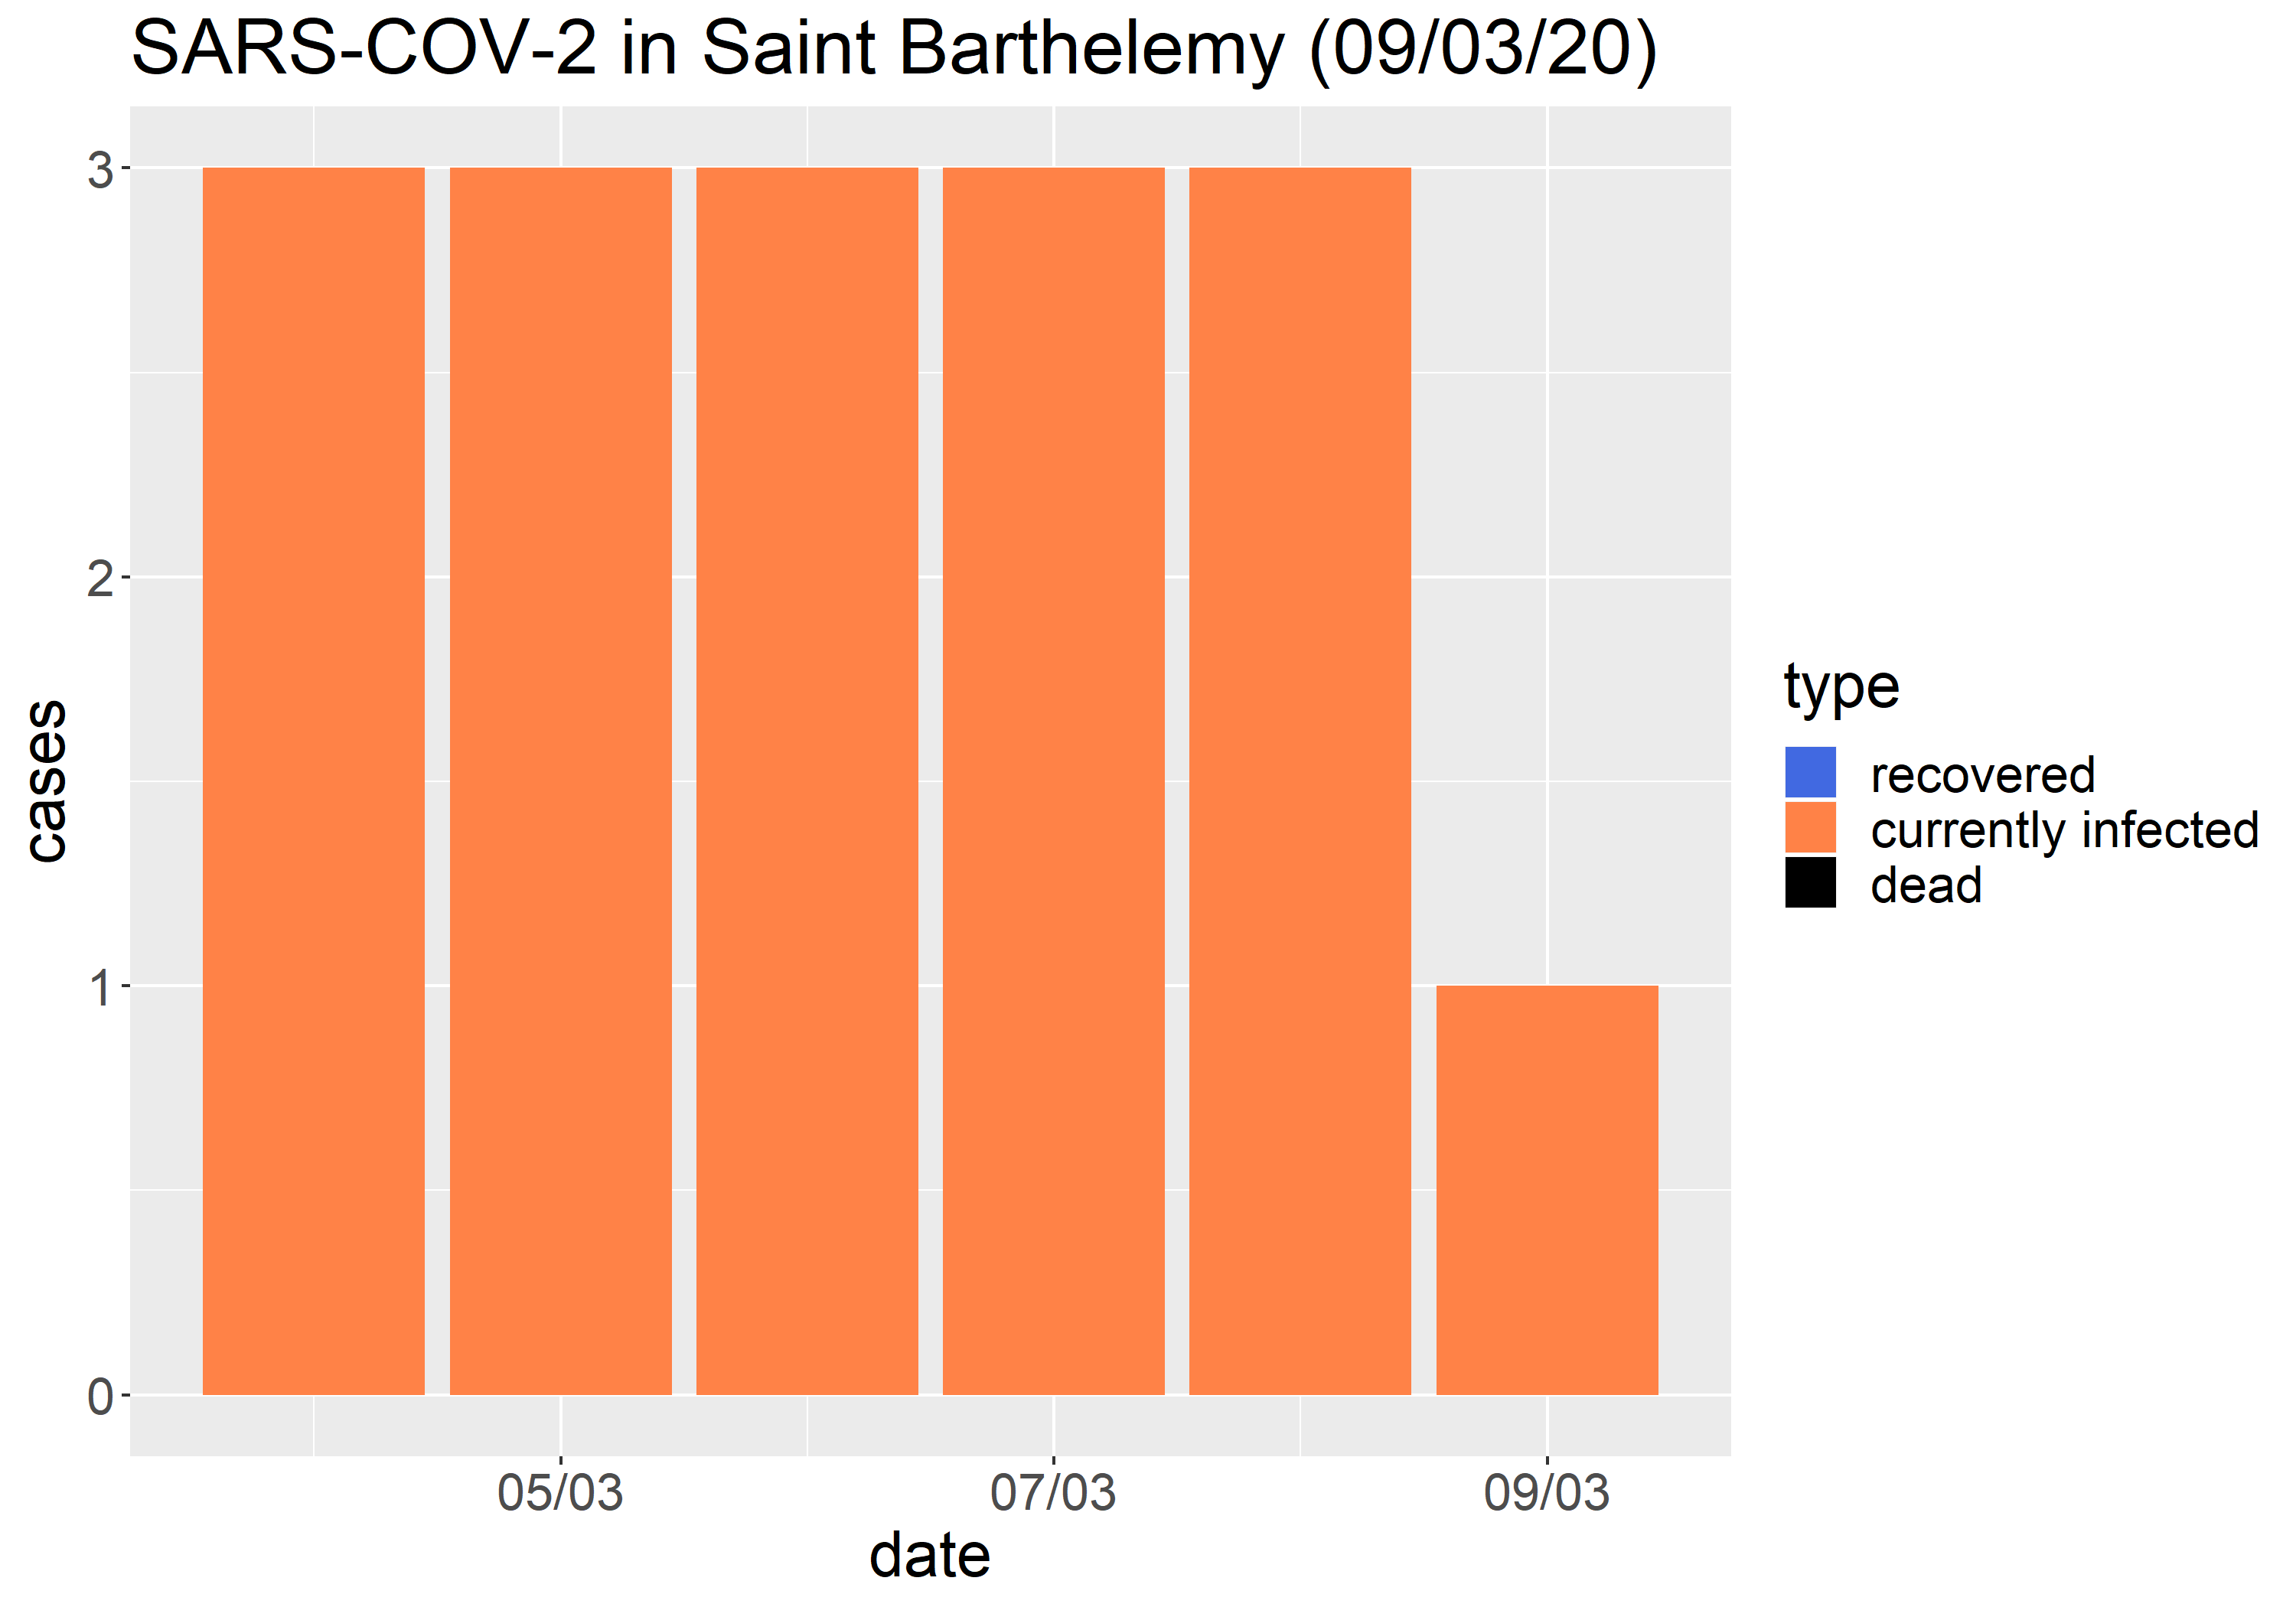 SARS-COV-2 in Saint Barthelemy (09/03/20)
3
2
1
0
cases
05/03 07/03 09/03
date
type
recovered
currently infected
dead